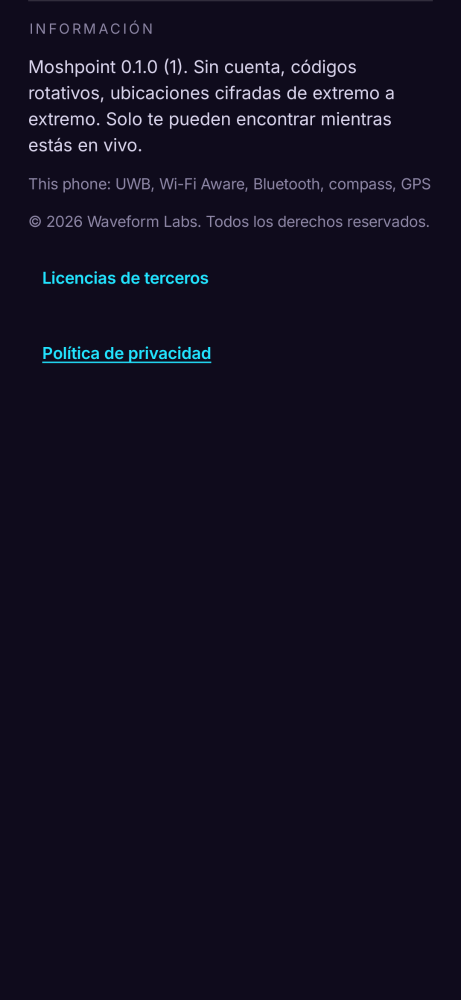 INFORMACIÓN
Moshpoint 0.1.0 (1). Sin cuenta, códigos
rotativos, ubicaciones cifradas de extremo a
extremo. Solo te pueden encontrar mientras
estás en vivo.
This phone: UWB, Wi-Fi Aware, Bluetooth, compass, GPS
© 2026 Waveform Labs. Todos los derechos reservados.
Licencias de terceros
Política de privacidad